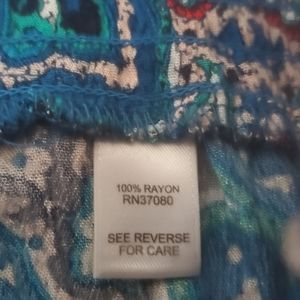 100% RAYON
RN37080
SEE REVERSE
FOR CARE